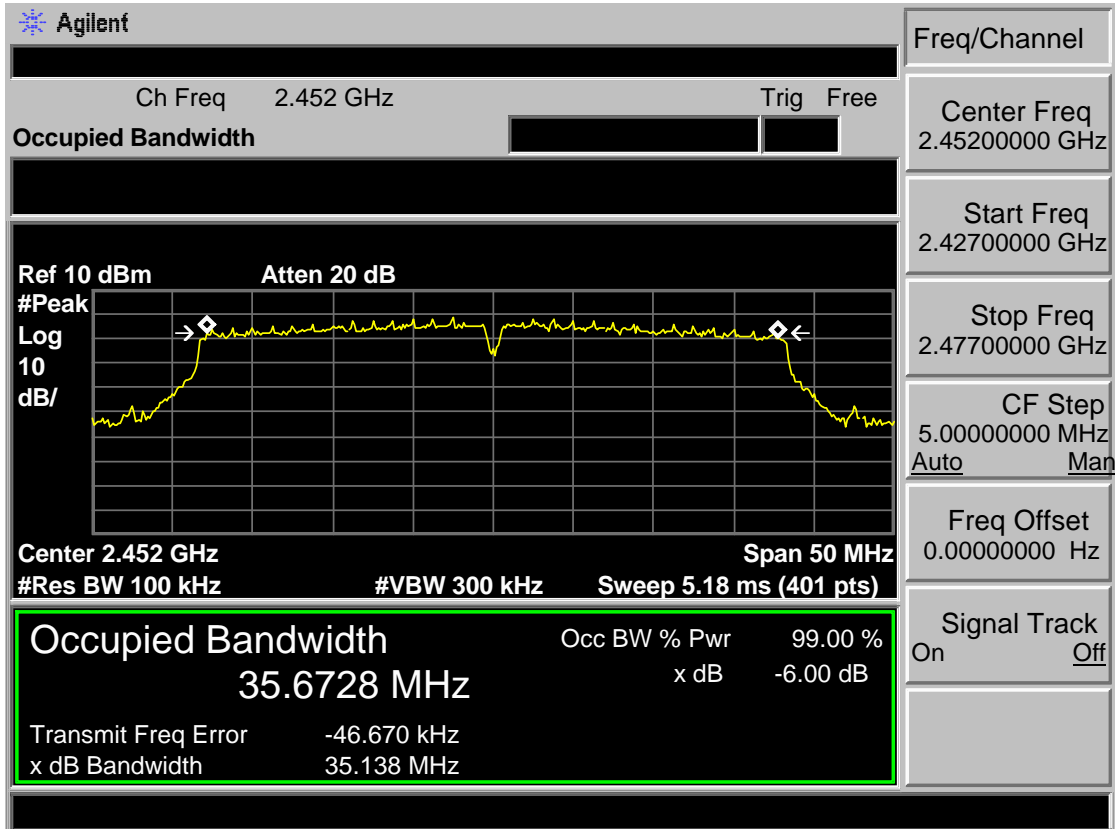 Agilent
Ch Freq 2.452 GHz Trig Free
Occupied Bandwidth
Ref 10 dBm Atten 20 dB
#Peak
Log
10
dB/
Center 2.452 GHz Span 50 MHz
#Res BW 100 kHz #VBW 300 kHz Sweep 5.18 ms (401 pts)
Occupied Bandwidth Occ BW % Pwr 99.00 %
35.6728 MHz x dB -6.00 dB
Transmit Freq Error -46.670 kHz
x dB Bandwidth 35.138 MHz
Freq/Channel
Center Freq
2.45200000 GHz
Start Freq
2.42700000 GHz
Stop Freq
2.47700000 GHz
CF Step
5.00000000 MHz
Auto Man
Freq Offset
0.00000000 Hz
Signal Track
On Off